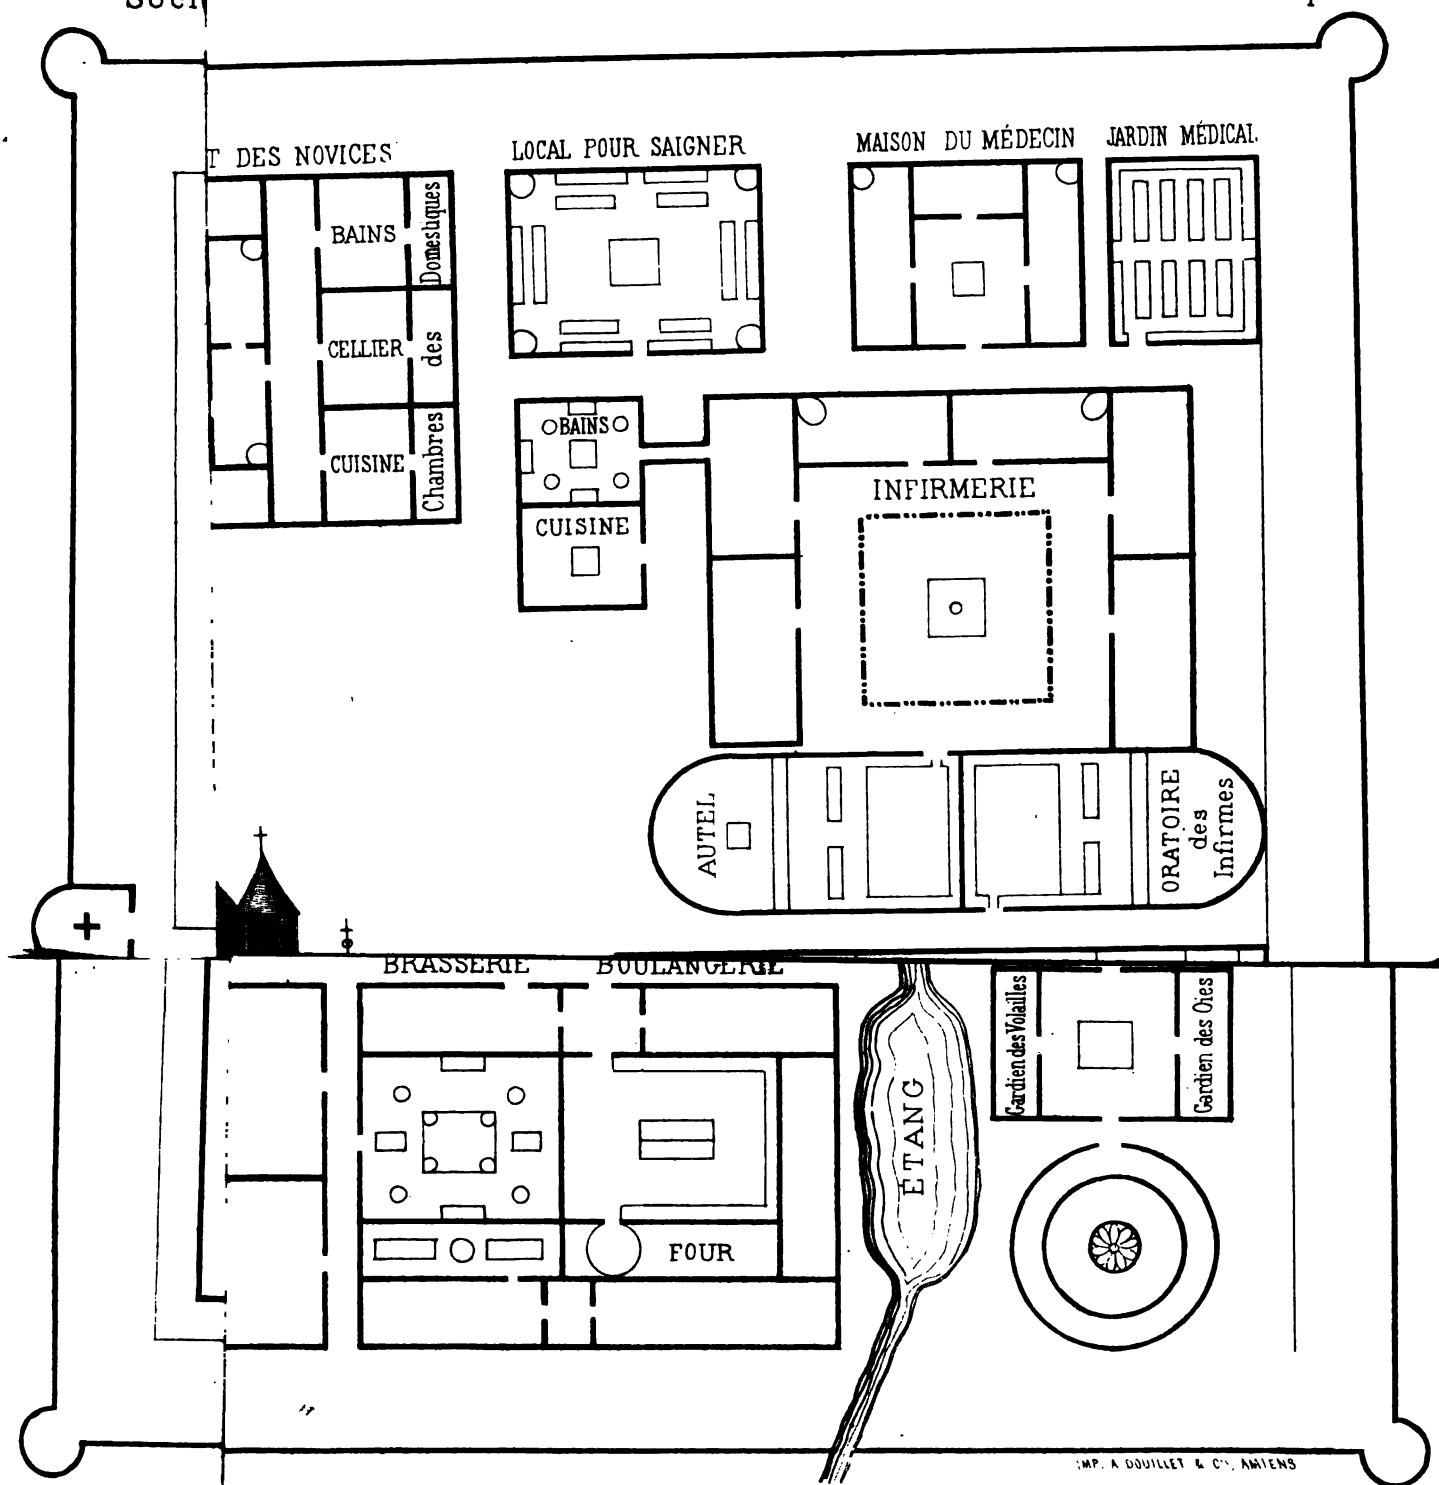 T DES NOVICES
LOCAL POUR SAIGNER
MAISON DU MÉDECIN
JARDIN MÉDICAL
BAINS
Domestiques
CELLIER
des
CUISINE
Chambres
BAINS
CUISINE
INFIRMERIE
AUTEL
ORATOIRE
des
Infirmes
BRASSERIE
BOULANGERIE
Gardien des Volailles
Gardien des Oies
ETANG
FOUR
IMP. A DOUILLET & Cie, AMIENS